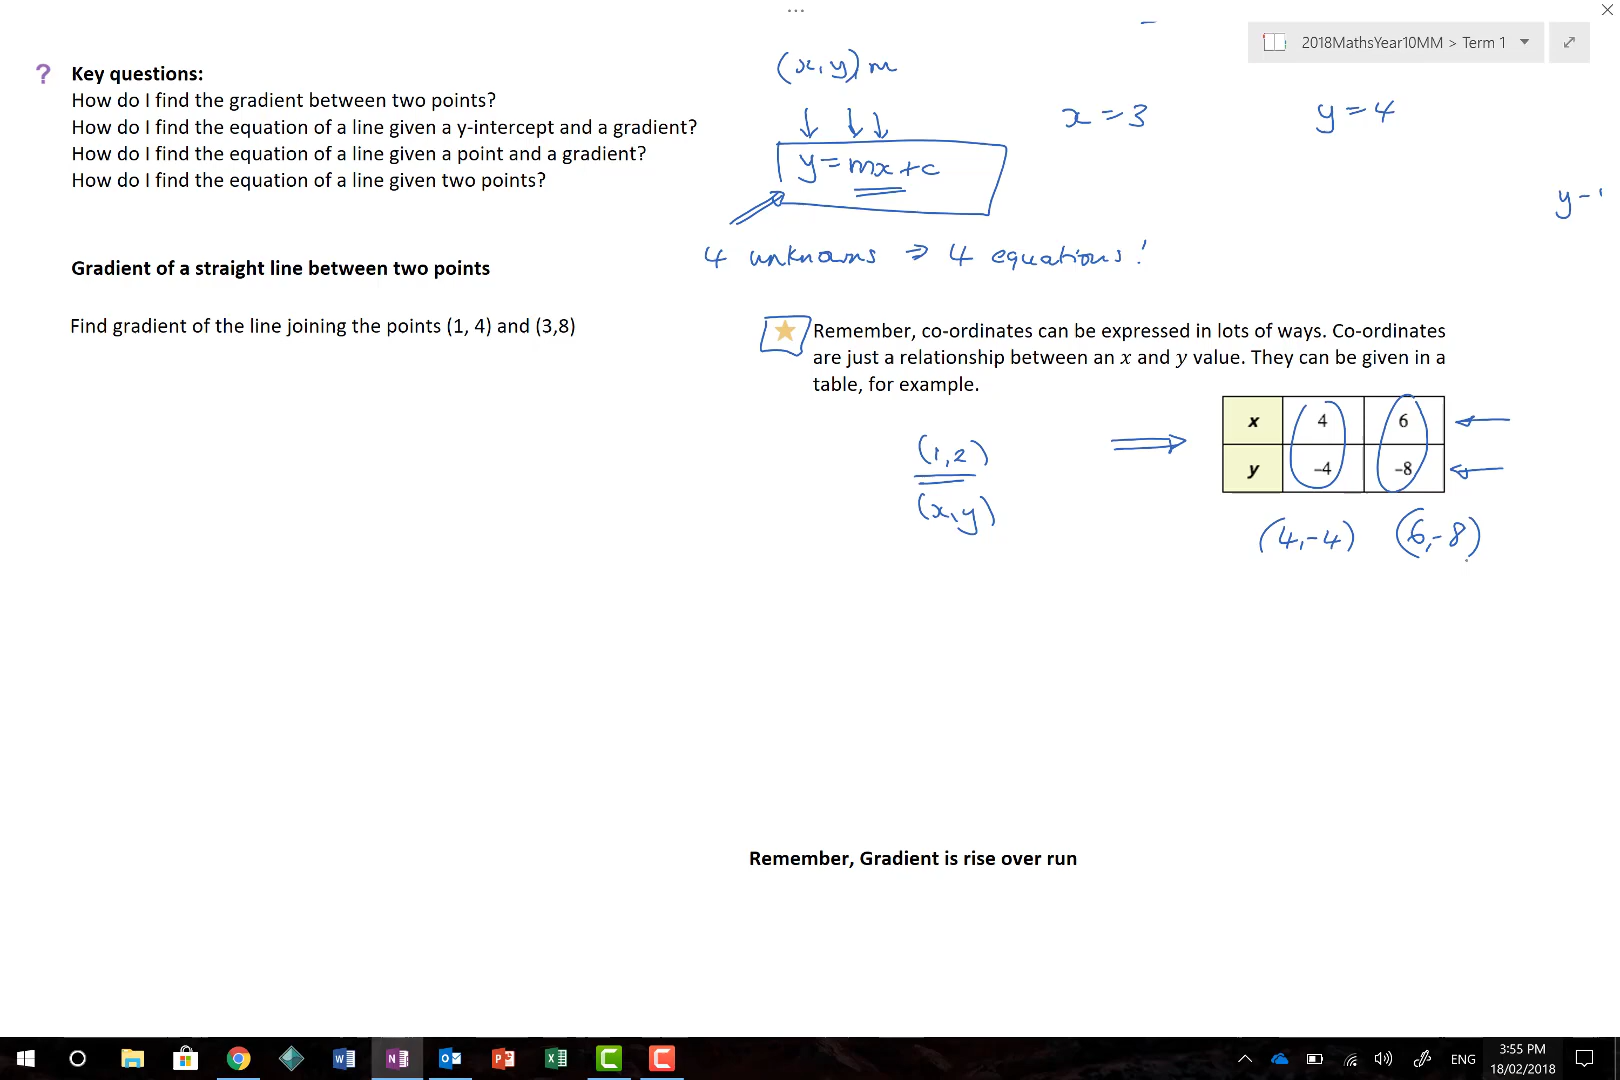 2018MathsYear10MM > Term 1
? Key questions:
How do I find the gradient between two points?
How do I find the equation of a line given a y-intercept and a gradient?
How do I find the equation of a line given a point and a gradient?
How do I find the equation of a line given two points?
(x,y) m
x = 3
y = 4
y = mx + c
y -
4 unknowns ⇒ 4 equations!
Gradient of a straight line between two points
Find gradient of the line joining the points (1, 4) and (3,8)
Remember, co-ordinates can be expressed in lots of ways. Co-ordinates
are just a relationship between an x and y value. They can be given in a
table, for example.
x 4 6
y -4 -8
(1,2)
(x,y)
(4,-4) (6,-8)
Remember, Gradient is rise over run
ENG
3:55 PM
18/02/2018